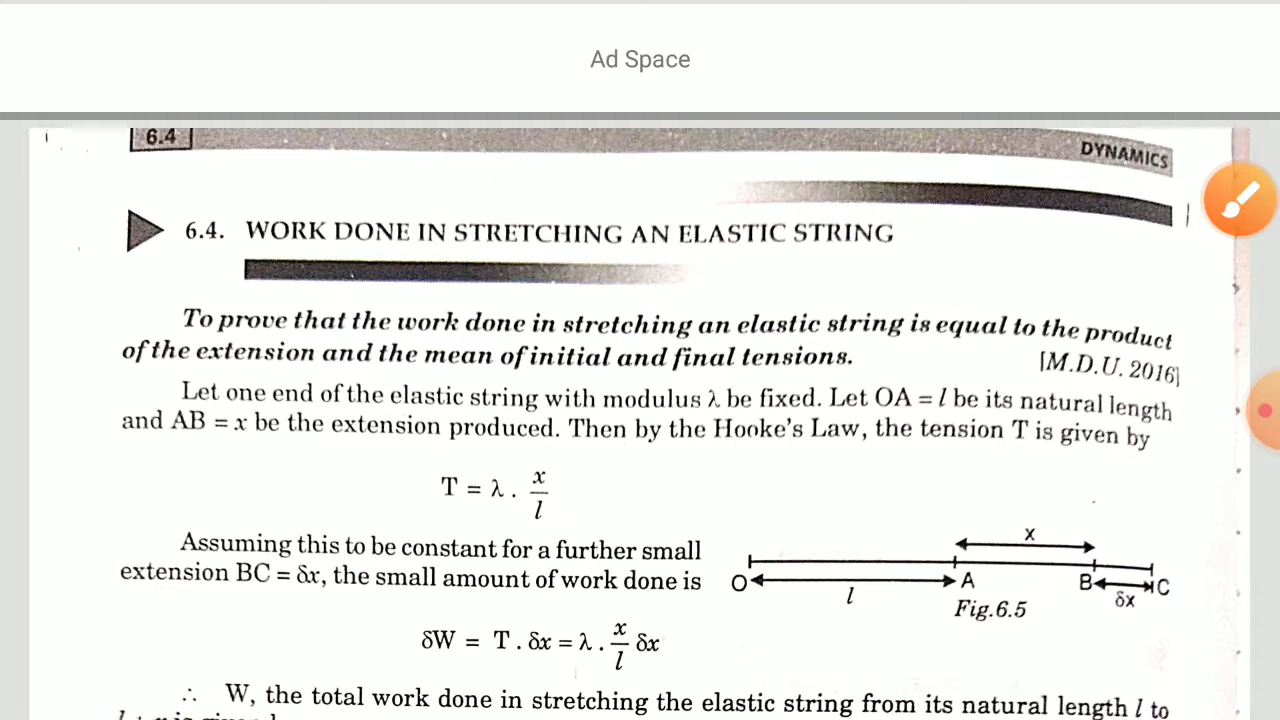 Ad Space
6.4
DYNAMICS
6.4. WORK DONE IN STRETCHING AN ELASTIC STRING
To prove that the work done in stretching an elastic string is equal to the product
of the extension and the mean of initial and final tensions. [M.D.U. 2016]
Let one end of the elastic string with modulus λ be fixed. Let OA = l be its natural length
and AB = x be the extension produced. Then by the Hooke's Law, the tension T is given by
T = λ . x/l
Assuming this to be constant for a further small
extension BC = δx, the small amount of work done is
x
O A B C
l δx
Fig.6.5
δW = T . δx = λ . x/l δx
∴ W, the total work done in stretching the elastic string from its natural length l to